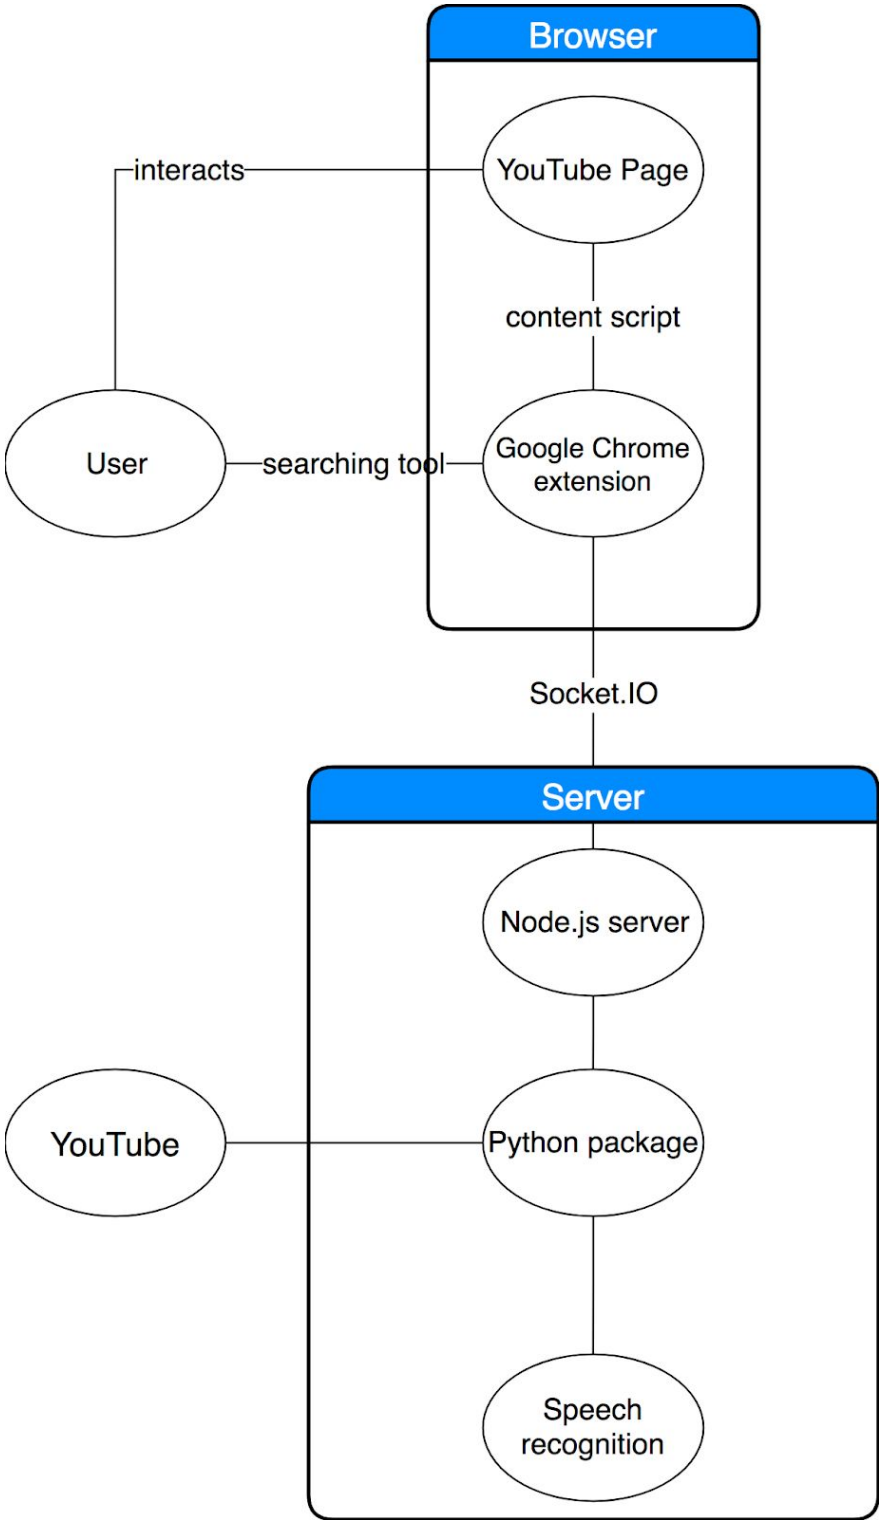 Browser
YouTube Page
interacts
content script
User
searching tool
Google Chrome
extension
Socket.IO
Server
Node.js server
YouTube
Python package
Speech
recognition